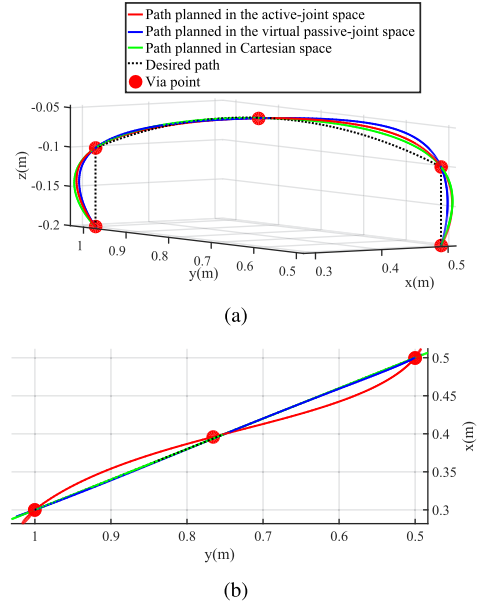 Path planned in the active-joint space
Path planned in the virtual passive-joint space
Path planned in Cartesian space
Desired path
Via point
-0.05
-0.1
-0.15
-0.2
z(m)
1
0.9
0.8
0.7
0.6
0.5
y(m)
0.3
0.4
0.5
x(m)
(a)
0.5
0.45
0.4
0.35
0.3
x(m)
1
0.9
0.8
0.7
0.6
0.5
y(m)
(b)